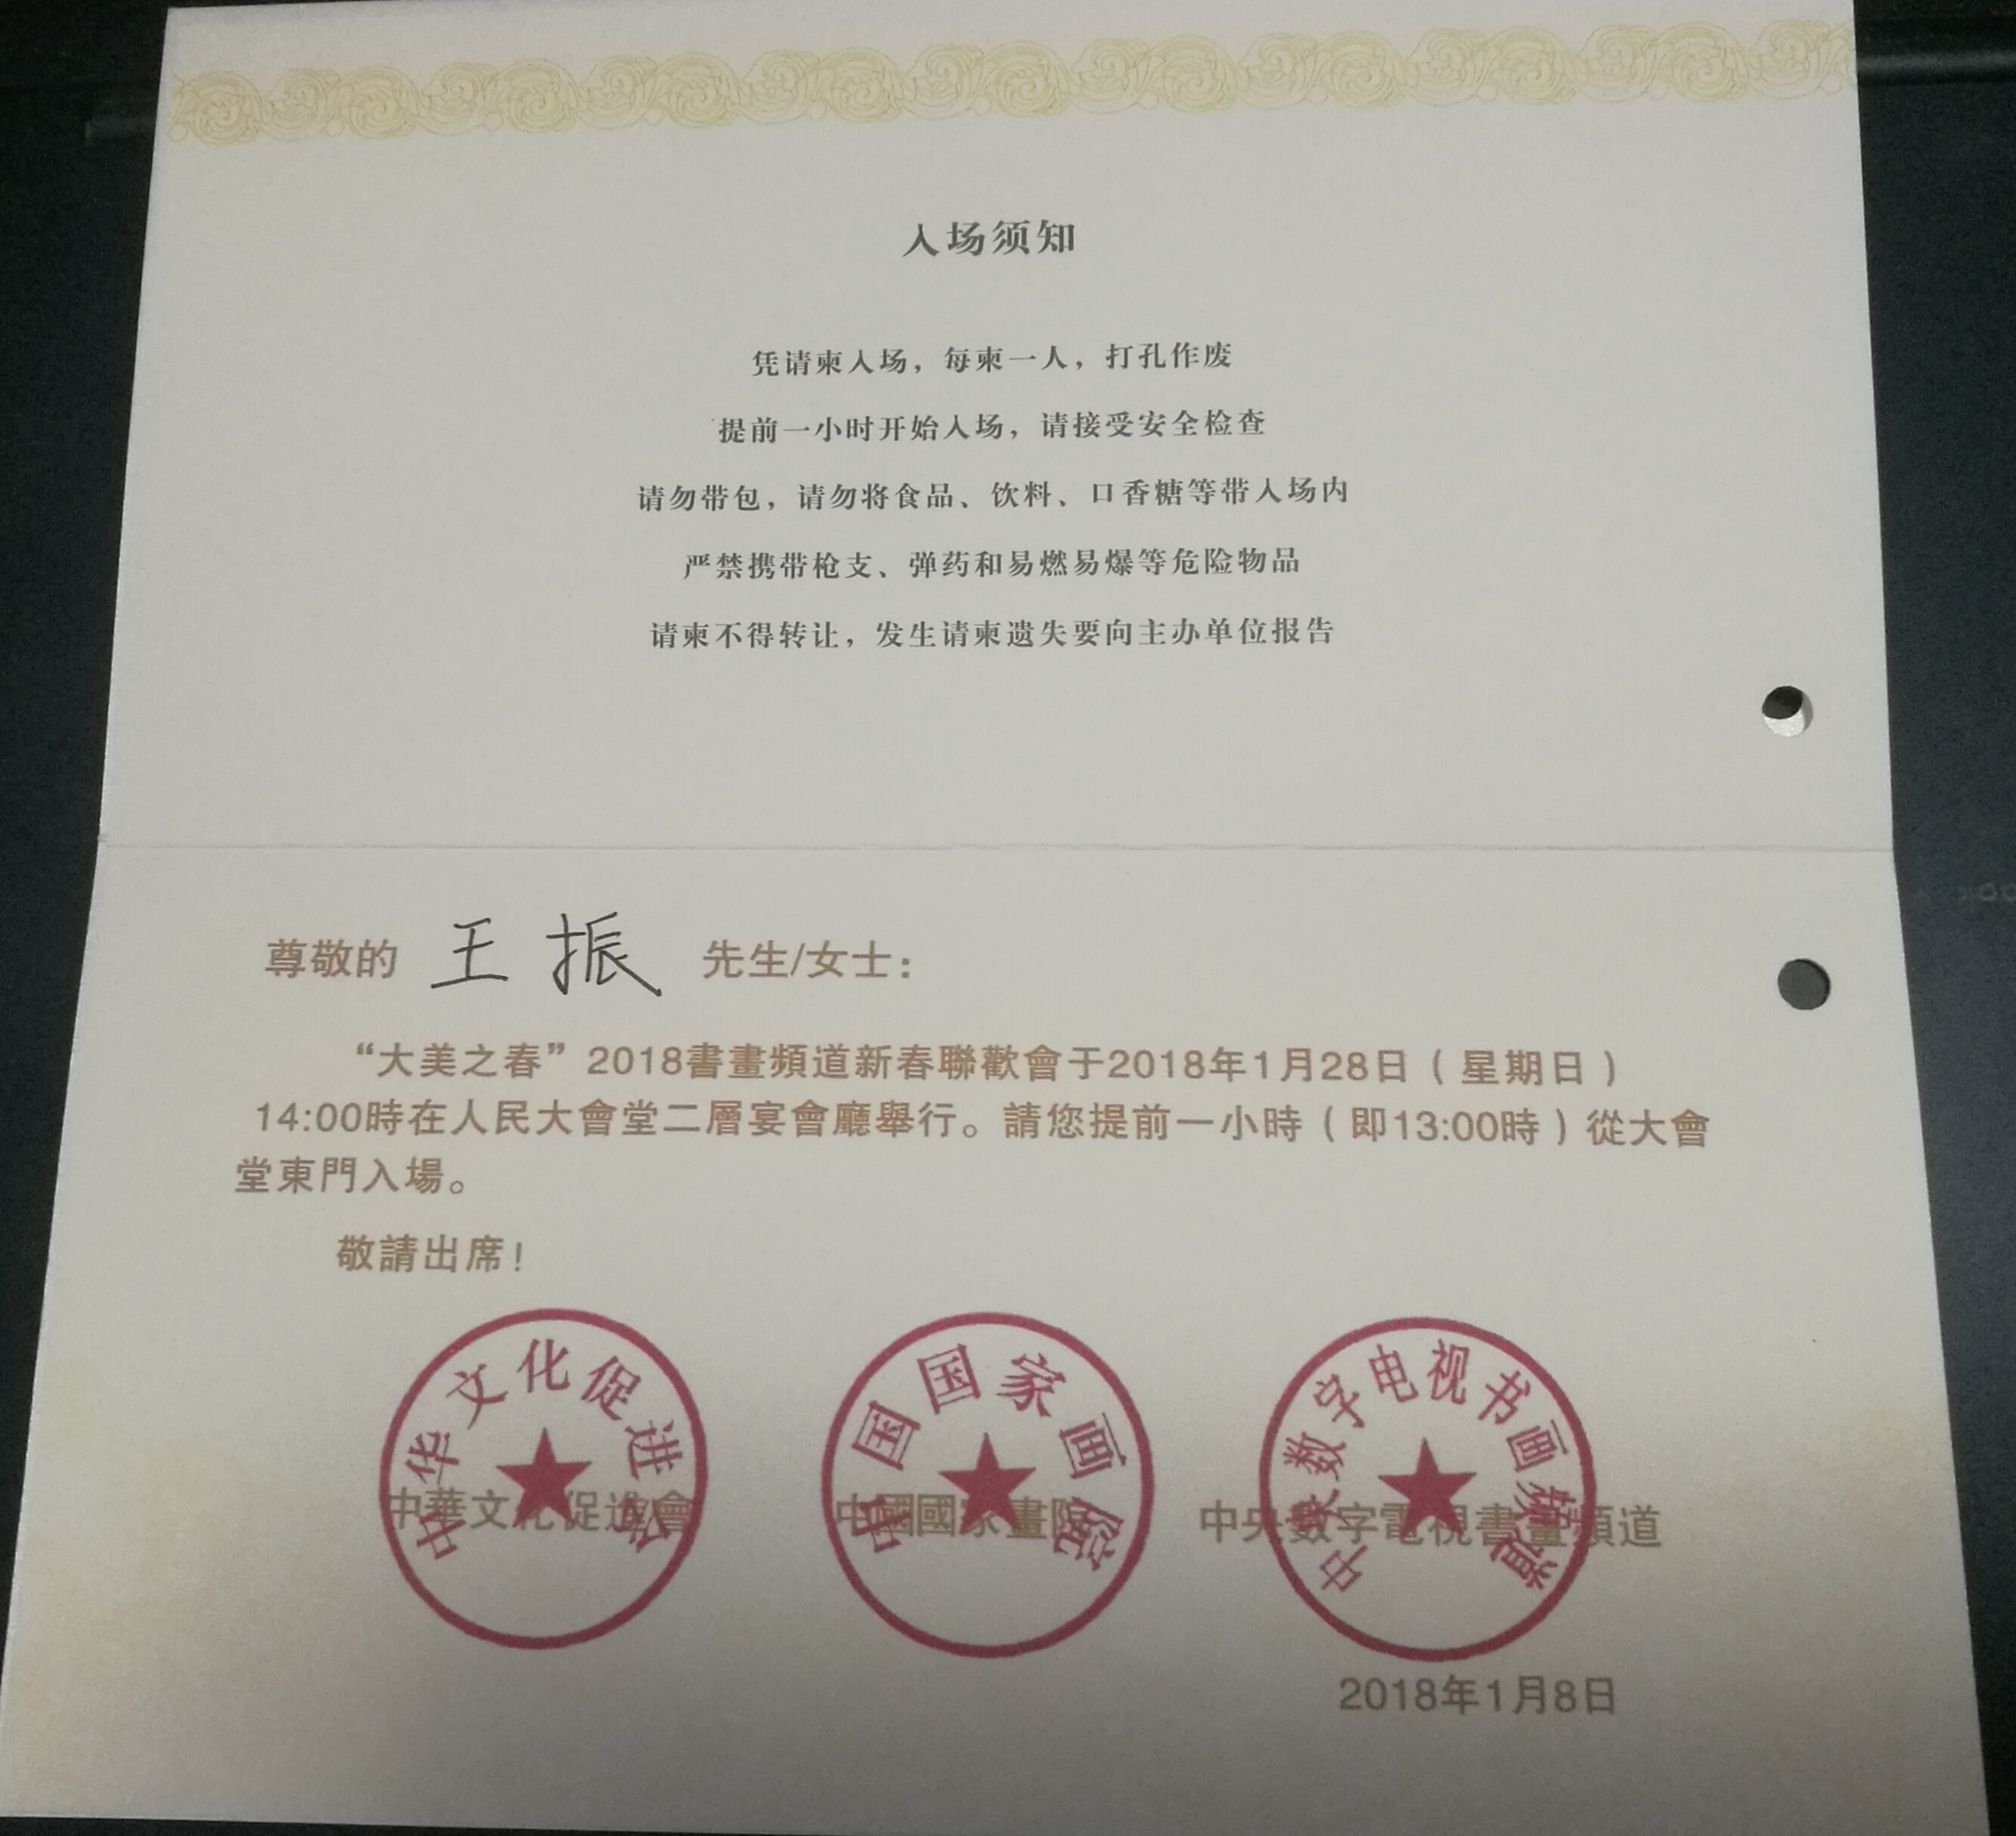 入场须知
凭请柬入场，每柬一人，打孔作废
提前一小时开始入场，请接受安全检查
请勿带包，请勿将食品、饮料、口香糖等带入场内
严禁携带枪支、弹药和易燃易爆等危险物品
请柬不得转让，发生请柬遗失要向主办单位报告
尊敬的 王振 先生/女士：
“大美之春”2018書畫頻道新春聯歡會于2018年1月28日（星期日）
14:00時在人民大會堂二層宴會廳舉行。請您提前一小時（即13:00時）從大會
堂東門入場。
敬請出席！
中华文化促进会
中国国家画院
中央数字电视书画频道
中華文化促進會 中國國家畫院 中央數字電視書畫頻道
2018年1月8日